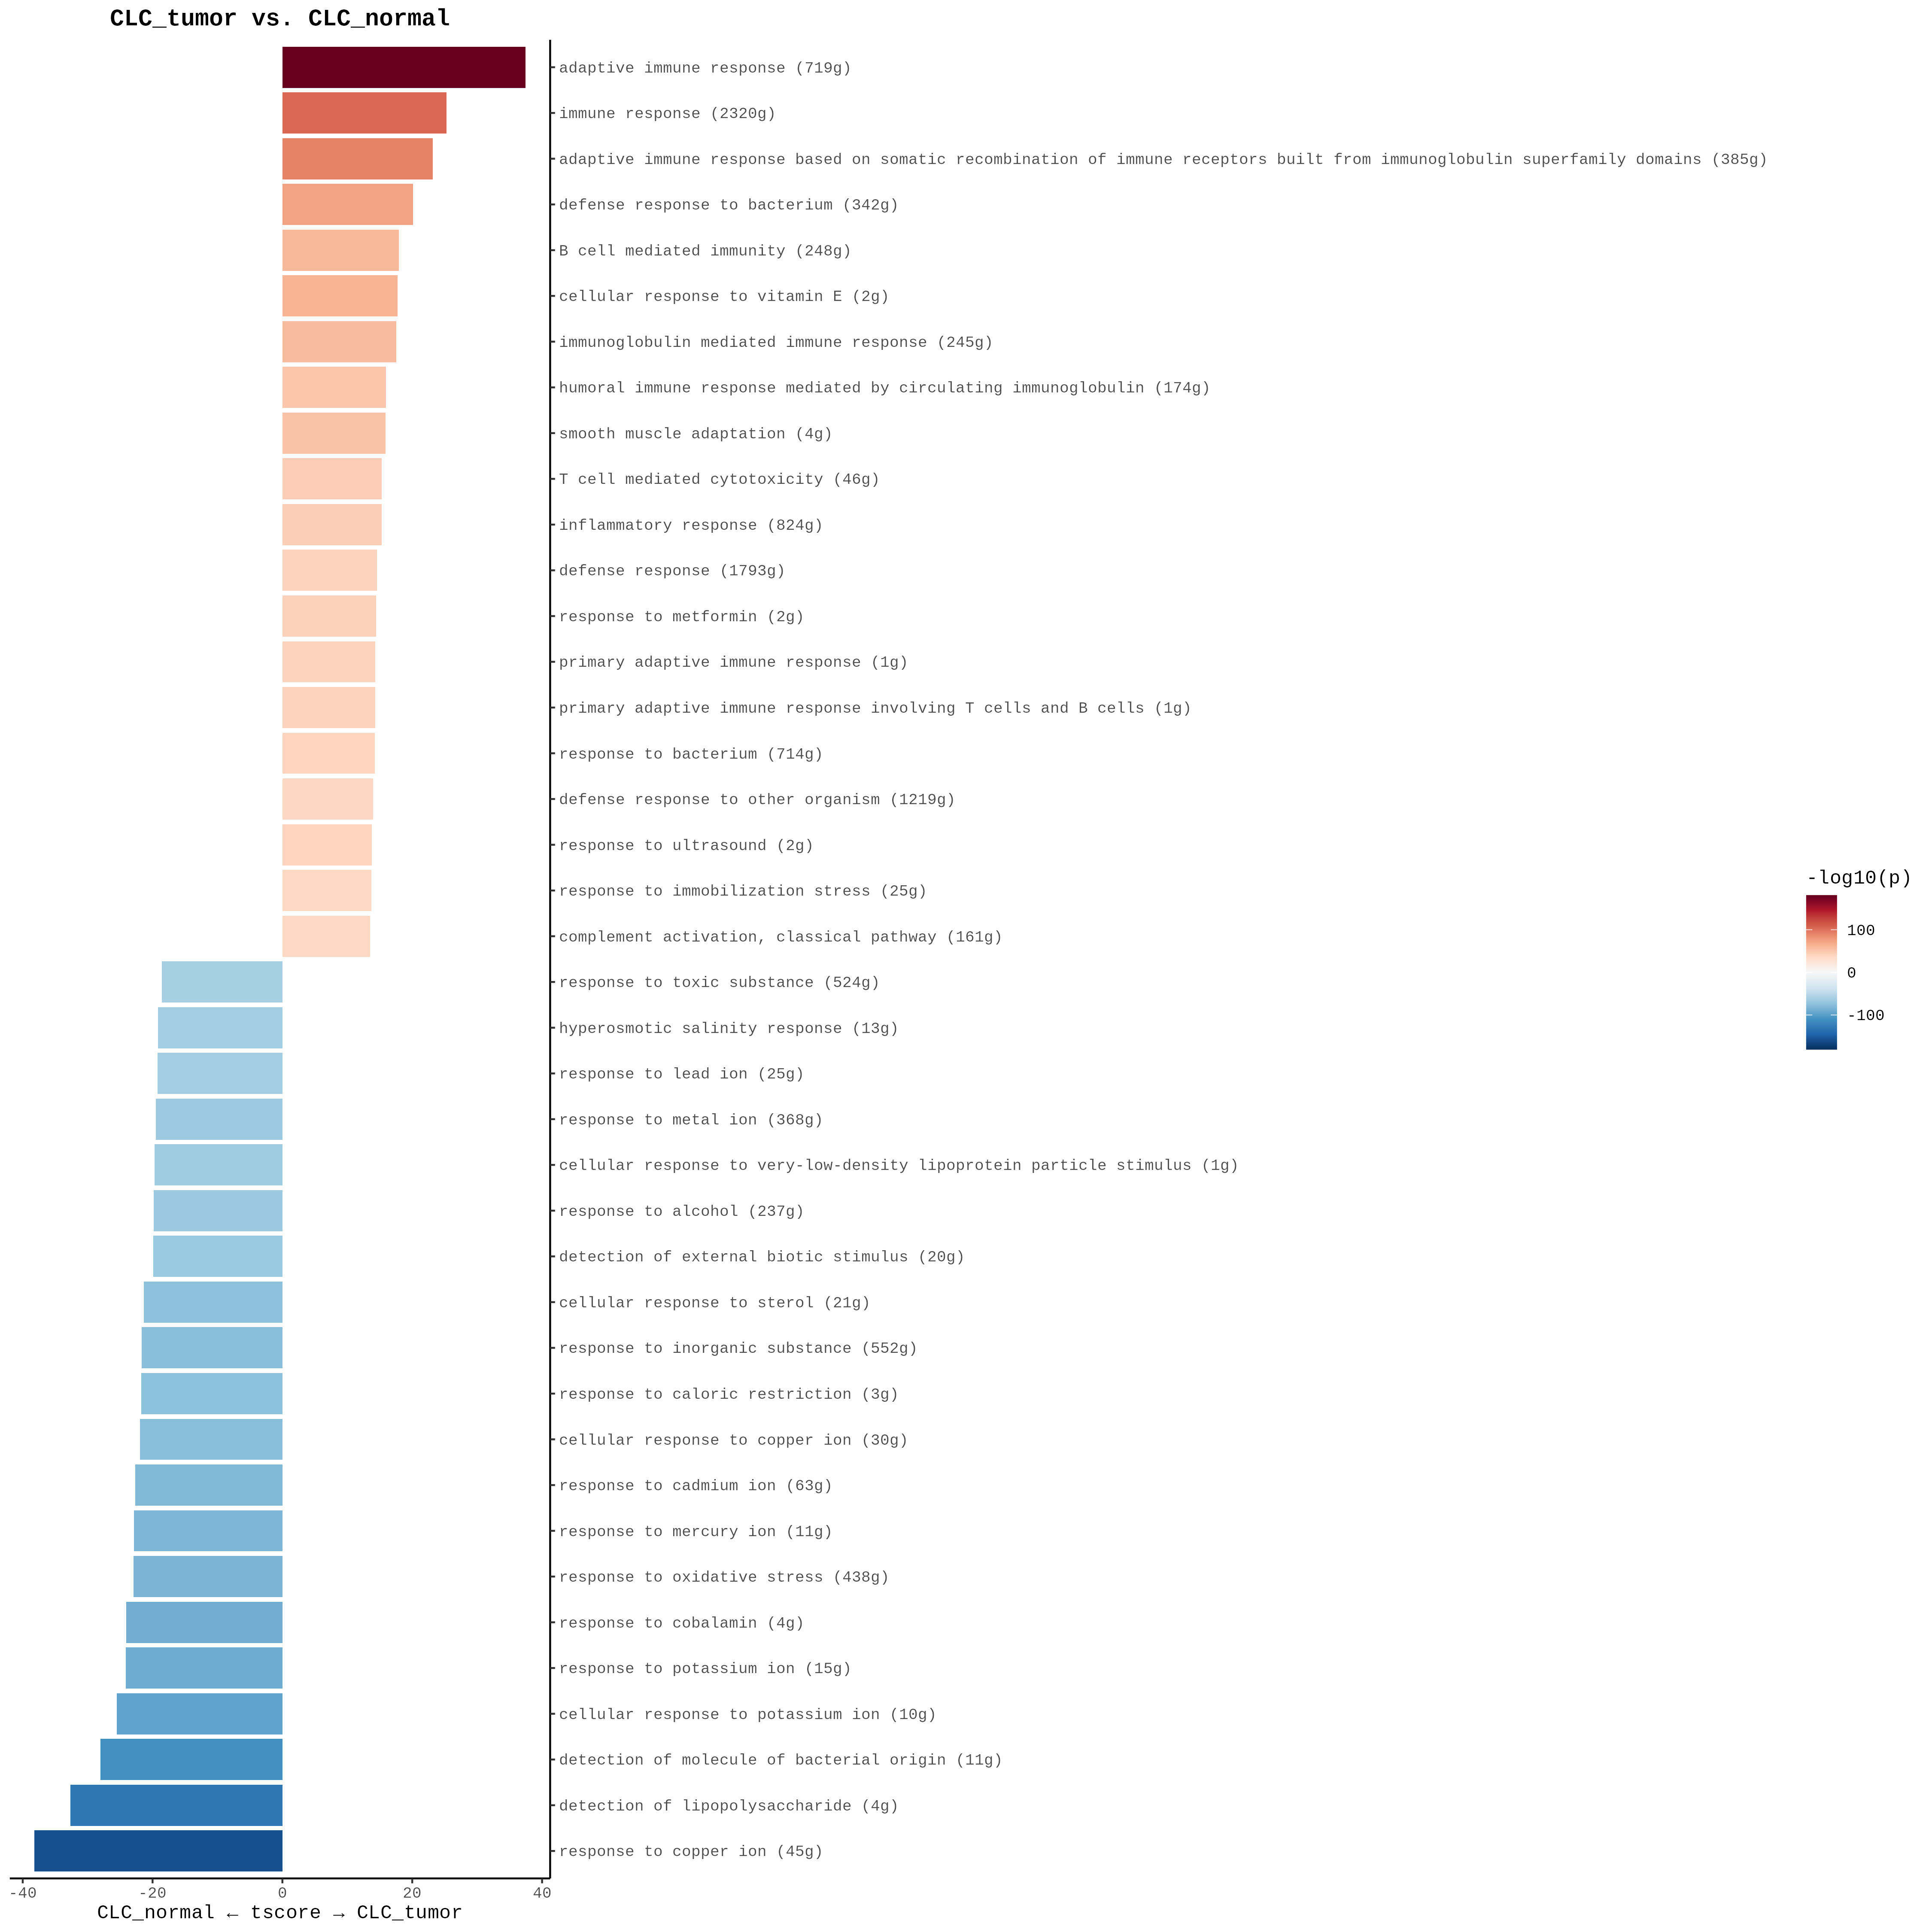 CLC_tumor vs. CLC_normal
adaptive immune response (719g)
immune response (2320g)
adaptive immune response based on somatic recombination of immune receptors built from immunoglobulin superfamily domains (385g)
defense response to bacterium (342g)
B cell mediated immunity (248g)
cellular response to vitamin E (2g)
immunoglobulin mediated immune response (245g)
humoral immune response mediated by circulating immunoglobulin (174g)
smooth muscle adaptation (4g)
T cell mediated cytotoxicity (46g)
inflammatory response (824g)
defense response (1793g)
response to metformin (2g)
primary adaptive immune response (1g)
primary adaptive immune response involving T cells and B cells (1g)
response to bacterium (714g)
defense response to other organism (1219g)
response to ultrasound (2g)
response to immobilization stress (25g)
complement activation, classical pathway (161g)
response to toxic substance (524g)
hyperosmotic salinity response (13g)
response to lead ion (25g)
response to metal ion (368g)
cellular response to very-low-density lipoprotein particle stimulus (1g)
response to alcohol (237g)
detection of external biotic stimulus (20g)
cellular response to sterol (21g)
response to inorganic substance (552g)
response to caloric restriction (3g)
cellular response to copper ion (30g)
response to cadmium ion (63g)
response to mercury ion (11g)
response to oxidative stress (438g)
response to cobalamin (4g)
response to potassium ion (15g)
cellular response to potassium ion (10g)
detection of molecule of bacterial origin (11g)
detection of lipopolysaccharide (4g)
response to copper ion (45g)
-40 -20 0 20 40
CLC_normal ← tscore → CLC_tumor
-log10(p)
100
0
-100